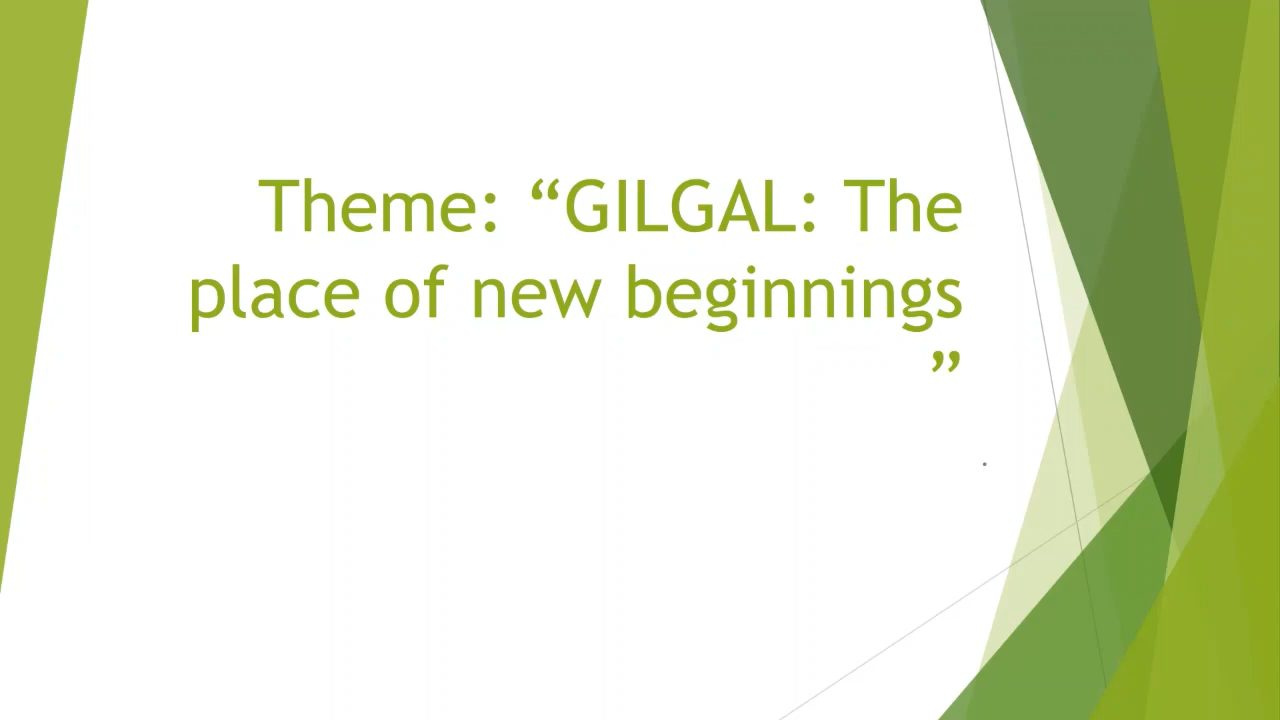 Theme: “GILGAL: The
place of new beginnings
”
.